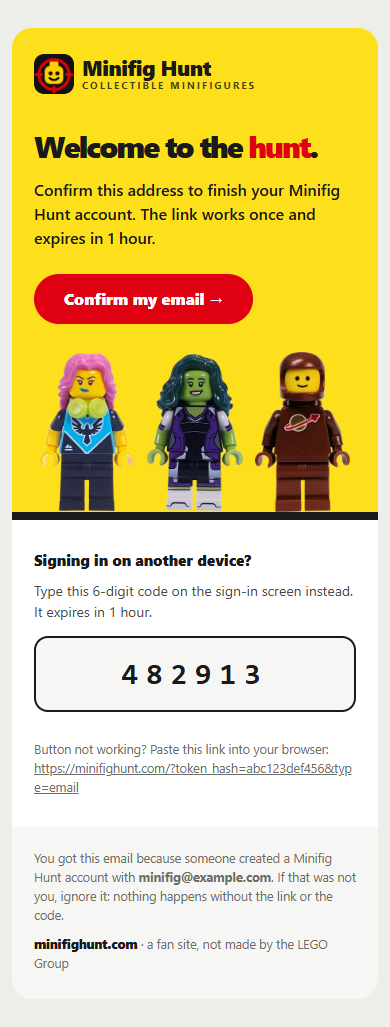 Minifig Hunt
COLLECTIBLE MINIFIGURES
Welcome to the hunt.
Confirm this address to finish your Minifig
Hunt account. The link works once and
expires in 1 hour.
Confirm my email →
Signing in on another device?
Type this 6-digit code on the sign-in screen instead.
It expires in 1 hour.
482913
Button not working? Paste this link into your browser:
https://minifighunt.com/?token_hash=abc123def456&typ
e=email
You got this email because someone created a Minifig
Hunt account with minifig@example.com. If that was not
you, ignore it: nothing happens without the link or the
code.
minifighunt.com · a fan site, not made by the LEGO
Group